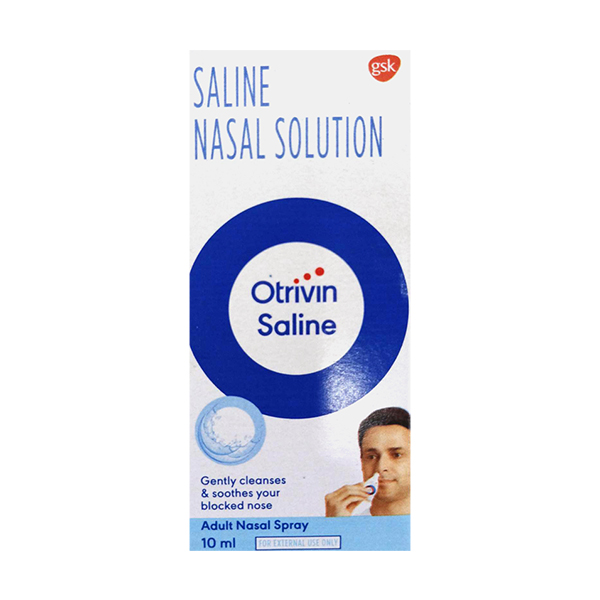 gsk
SALINE
NASAL SOLUTION
Otrivin
Saline
Gently cleanses
& soothes your
blocked nose
Adult Nasal Spray
10 ml FOR EXTERNAL USE ONLY